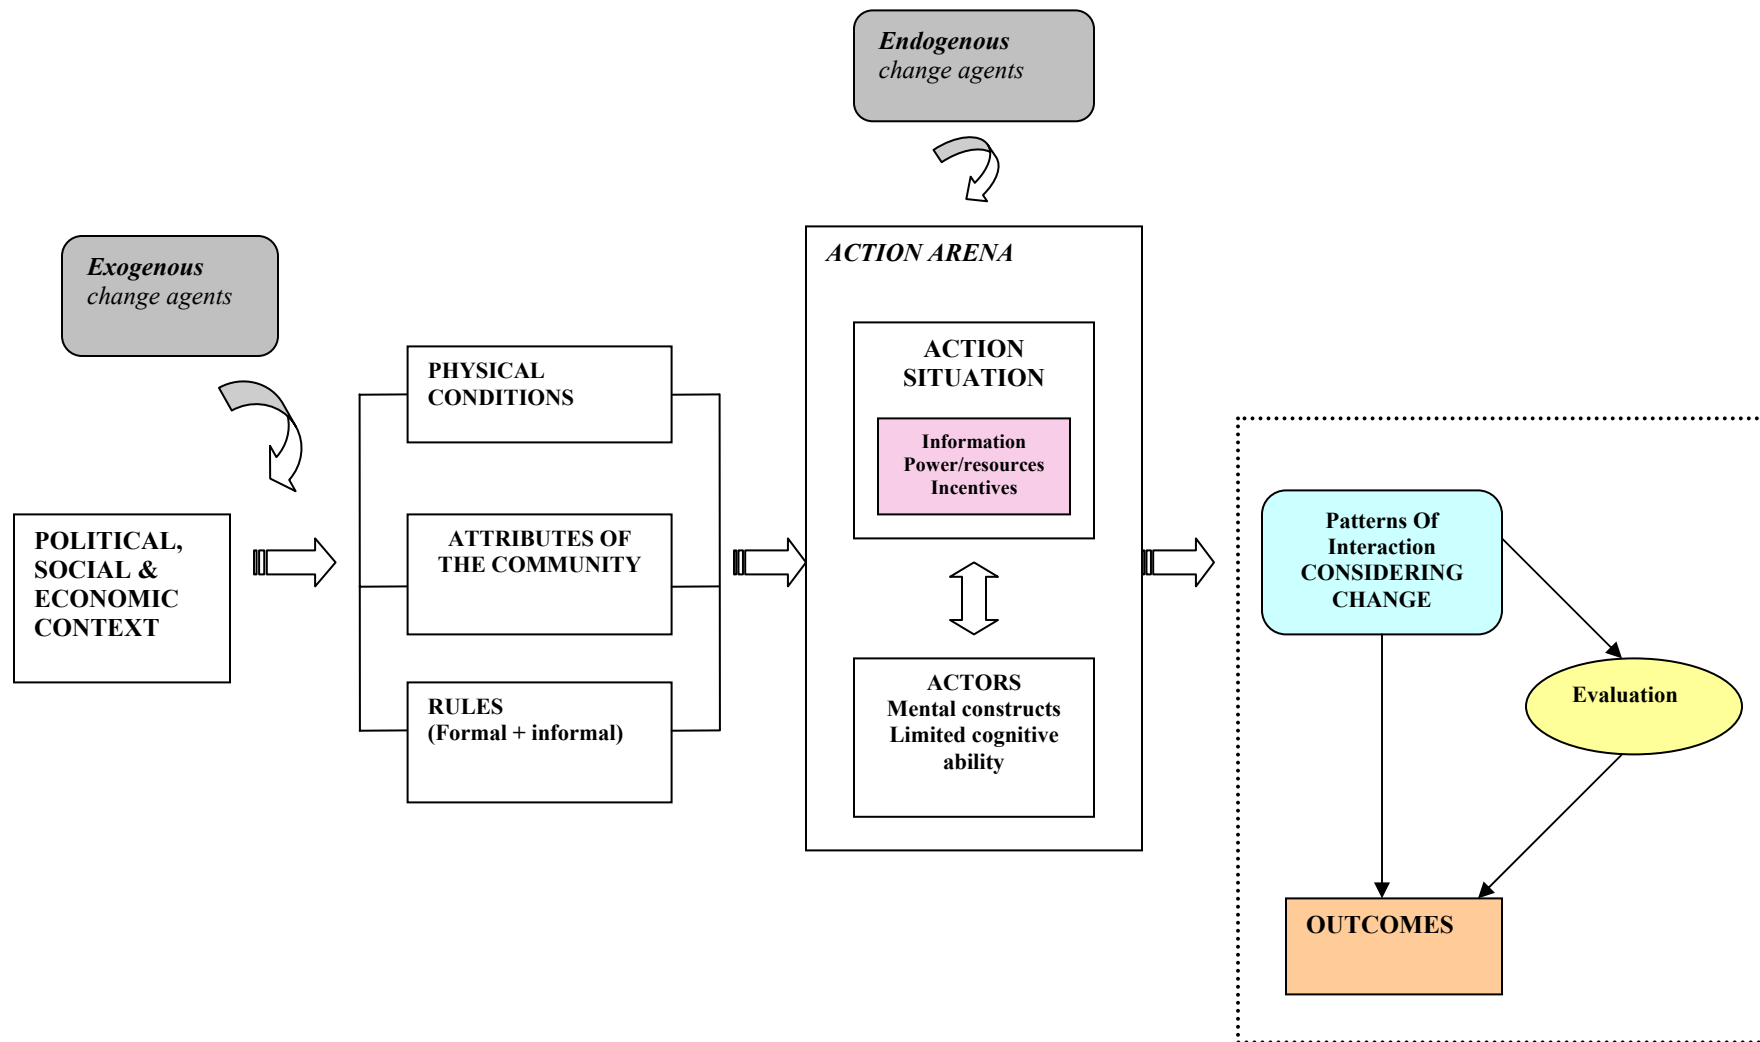 Endogenous
change agents
Exogenous
change agents
POLITICAL,
SOCIAL &
ECONOMIC
CONTEXT
PHYSICAL
CONDITIONS
ATTRIBUTES OF
THE COMMUNITY
RULES
(Formal + informal)
ACTION ARENA
ACTION
SITUATION
Information
Power/resources
Incentives
ACTORS
Mental constructs
Limited cognitive
ability
Patterns Of
Interaction
CONSIDERING
CHANGE
Evaluation
OUTCOMES